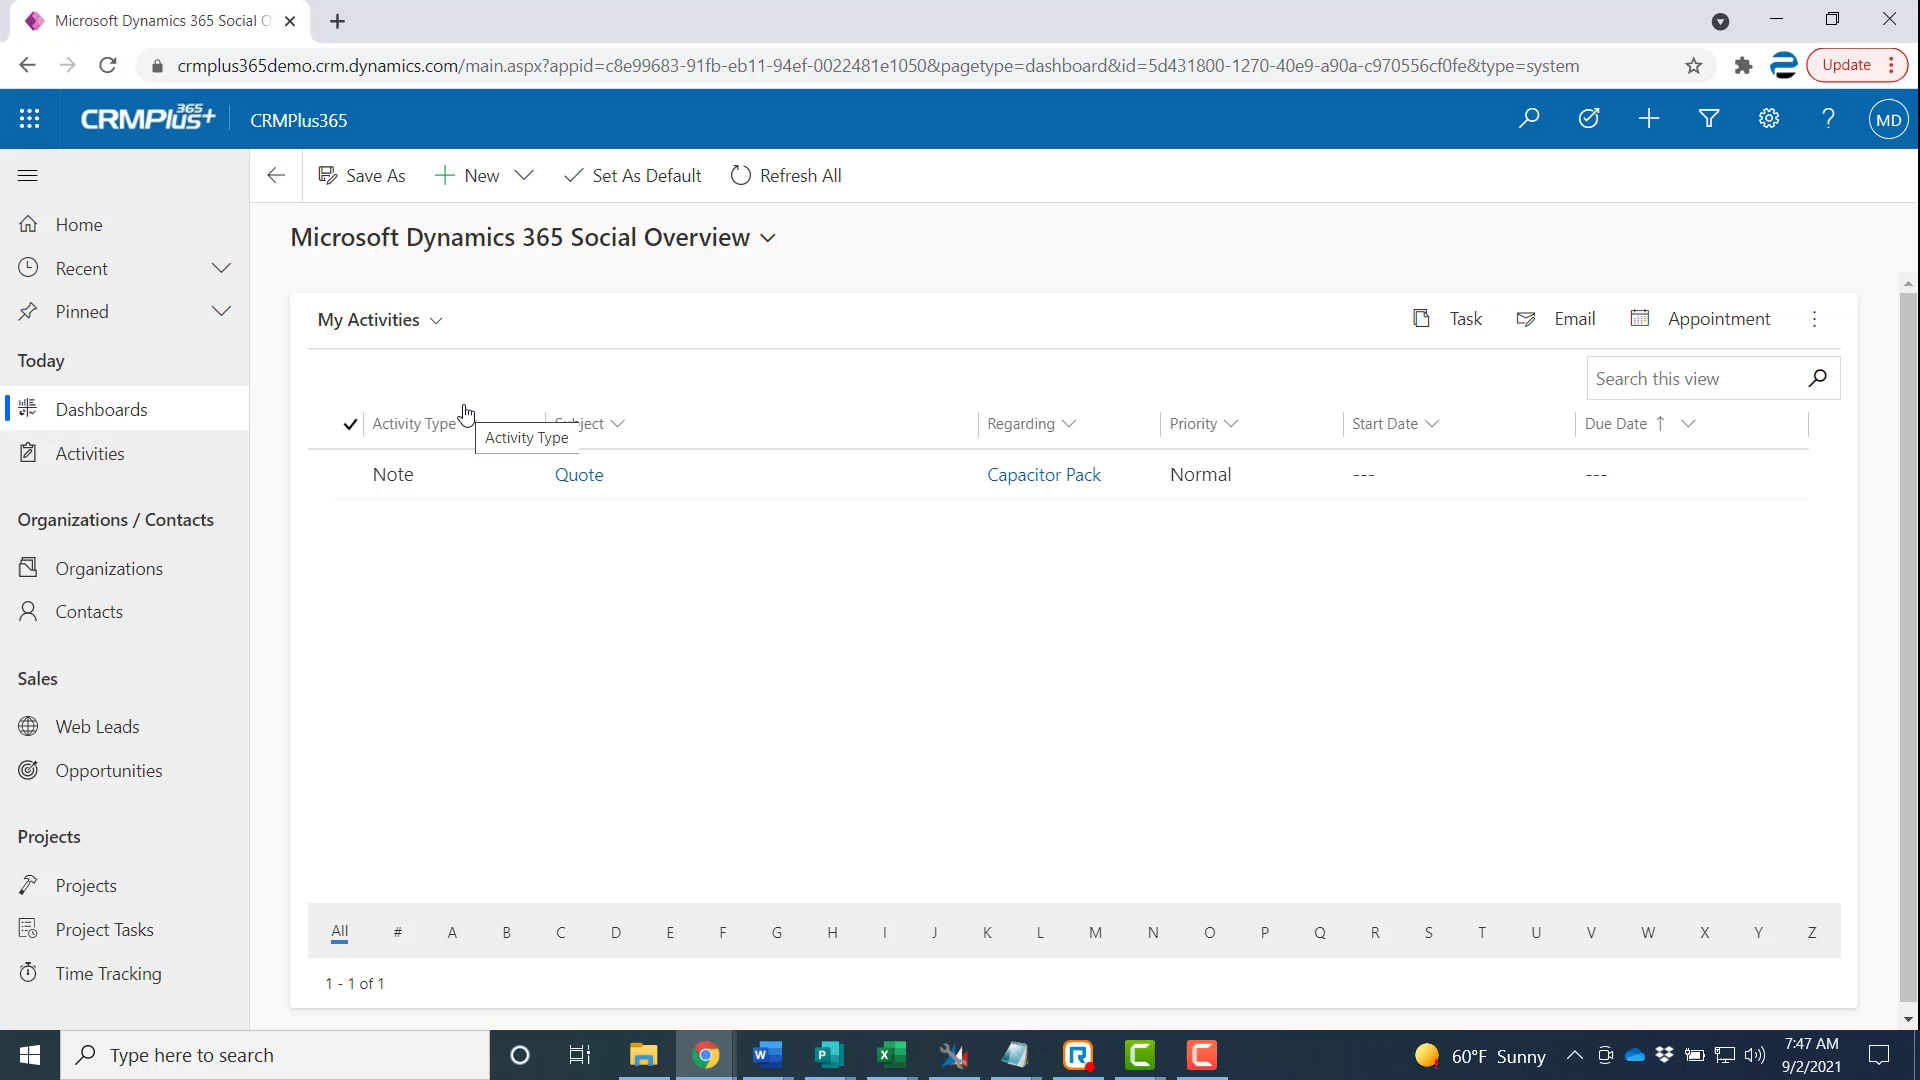 Microsoft Dynamics 365 Social O
crmplus365demo.crm.dynamics.com/main.aspx?appid=c8e99683-91fb-eb11-94ef-0022481e1050&pagetype=dashboard&id=5d431800-1270-40e9-a90a-c970556cf0fe&type=system
Update
CRMPlus365+
CRMPlus365
MD
Save As
New
Set As Default
Refresh All
Home
Recent
Pinned
Today
Dashboards
Activities
Organizations / Contacts
Organizations
Contacts
Sales
Web Leads
Opportunities
Projects
Projects
Project Tasks
Time Tracking
Microsoft Dynamics 365 Social Overview
My Activities
Task Email Appointment
Search this view
Activity Type Subject Regarding Priority Start Date Due Date
Activity Type
Note Quote Capacitor Pack Normal --- ---
All # A B C D E F G H I J K L M N O P Q R S T U V W X Y Z
1 - 1 of 1
Type here to search
60°F Sunny
7:47 AM
9/2/2021